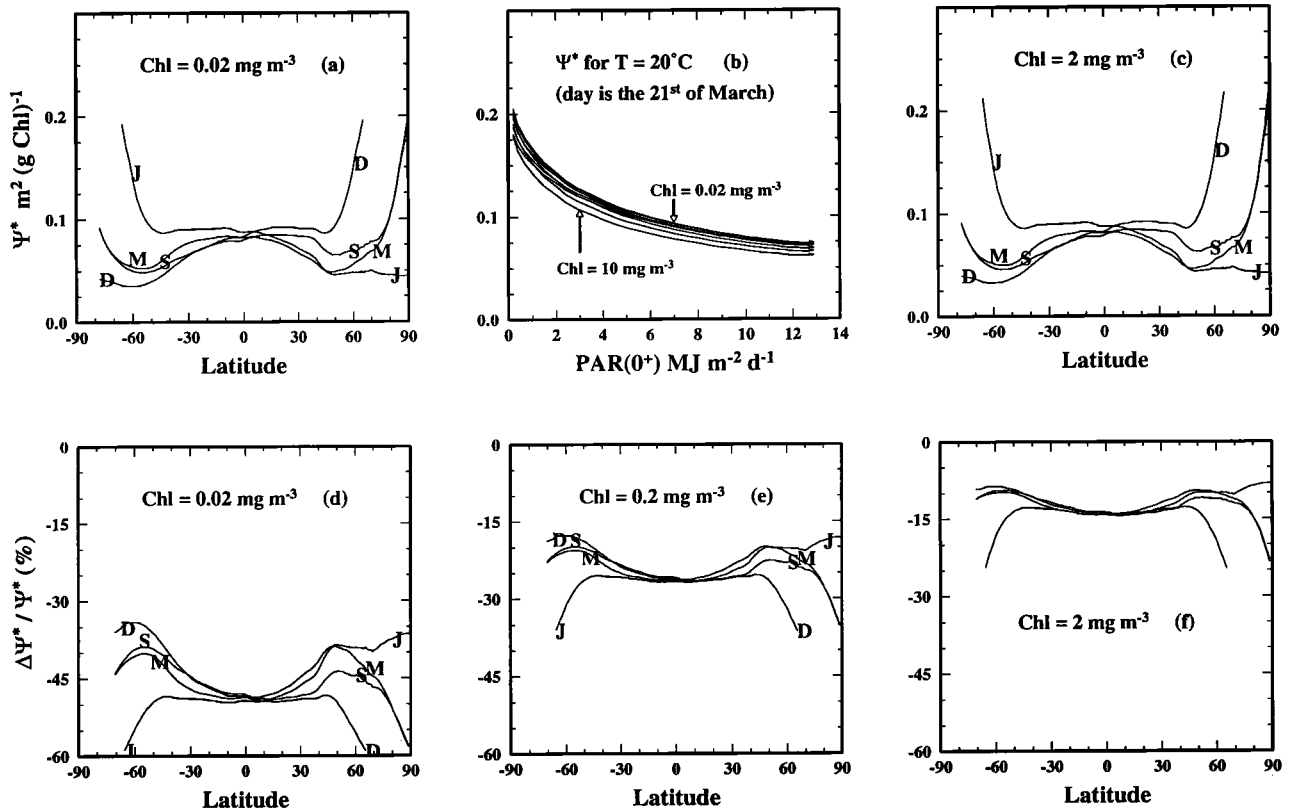 Chl = 0.02 mg m⁻³ (a)
Ψ* m² (g Chl)⁻¹
0.2
0.1
0.0
-90 -60 -30 0 30 60 90
Latitude
J
D
M
S
D
S
M
J
Ψ* for T = 20°C (b)
(day is the 21st of March)
Chl = 0.02 mg m⁻³
Chl = 10 mg m⁻³
0.2
0.1
0.0
0 2 4 6 8 10 12 14
PAR(0⁺) MJ m⁻² d⁻¹
Chl = 2 mg m⁻³ (c)
0.2
0.1
0.0
-90 -60 -30 0 30 60 90
Latitude
J
D
M
S
D
S
M
J
Chl = 0.02 mg m⁻³ (d)
ΔΨ* / Ψ* (%)
0
-15
-30
-45
-60
-90 -60 -30 0 30 60 90
Latitude
D
S
M
J
J
M
S
D
Chl = 0.2 mg m⁻³ (e)
0
-15
-30
-45
-60
-90 -60 -30 0 30 60 90
Latitude
D S
M
J
J
M
S
D
Chl = 2 mg m⁻³ (f)
0
-15
-30
-45
-60
-90 -60 -30 0 30 60 90
Latitude